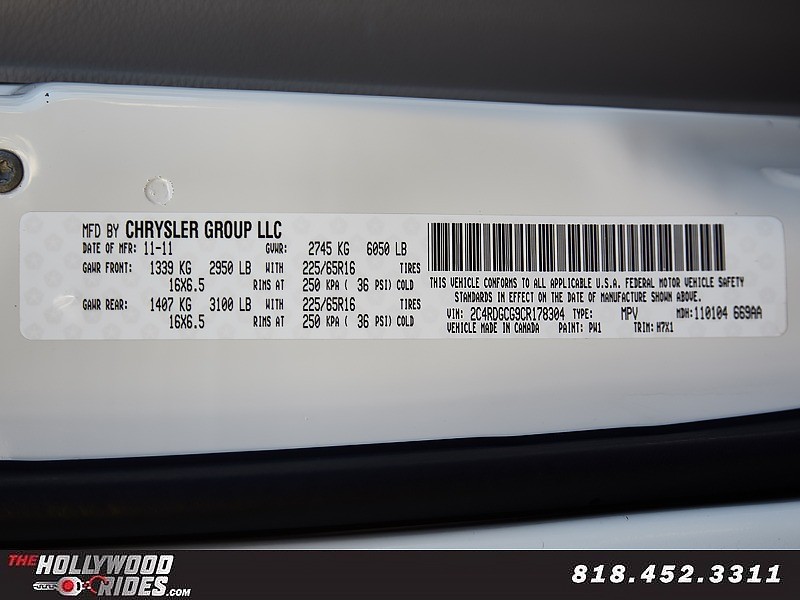 MFD BY CHRYSLER GROUP LLC
DATE OF MFR: 11-11 GVWR: 2745 KG 6050 LB
GAWR FRONT: 1339 KG 2950 LB WITH 225/65R16 TIRES
16X6.5 RIMS AT 250 KPA ( 36 PSI) COLD
GAWR REAR: 1407 KG 3100 LB WITH 225/65R16 TIRES
16X6.5 RIMS AT 250 KPA ( 36 PSI) COLD
THIS VEHICLE CONFORMS TO ALL APPLICABLE U.S.A. FEDERAL MOTOR VEHICLE SAFETY
STANDARDS IN EFFECT ON THE DATE OF MANUFACTURE SHOWN ABOVE.
VIN: 2C4RDGCG9CR178304 TYPE: MPV MDH: 110104 669AA
VEHICLE MADE IN CANADA PAINT: PW1 TRIM: H7X1
THE HOLLYWOOD
RIDES.COM
818.452.3311